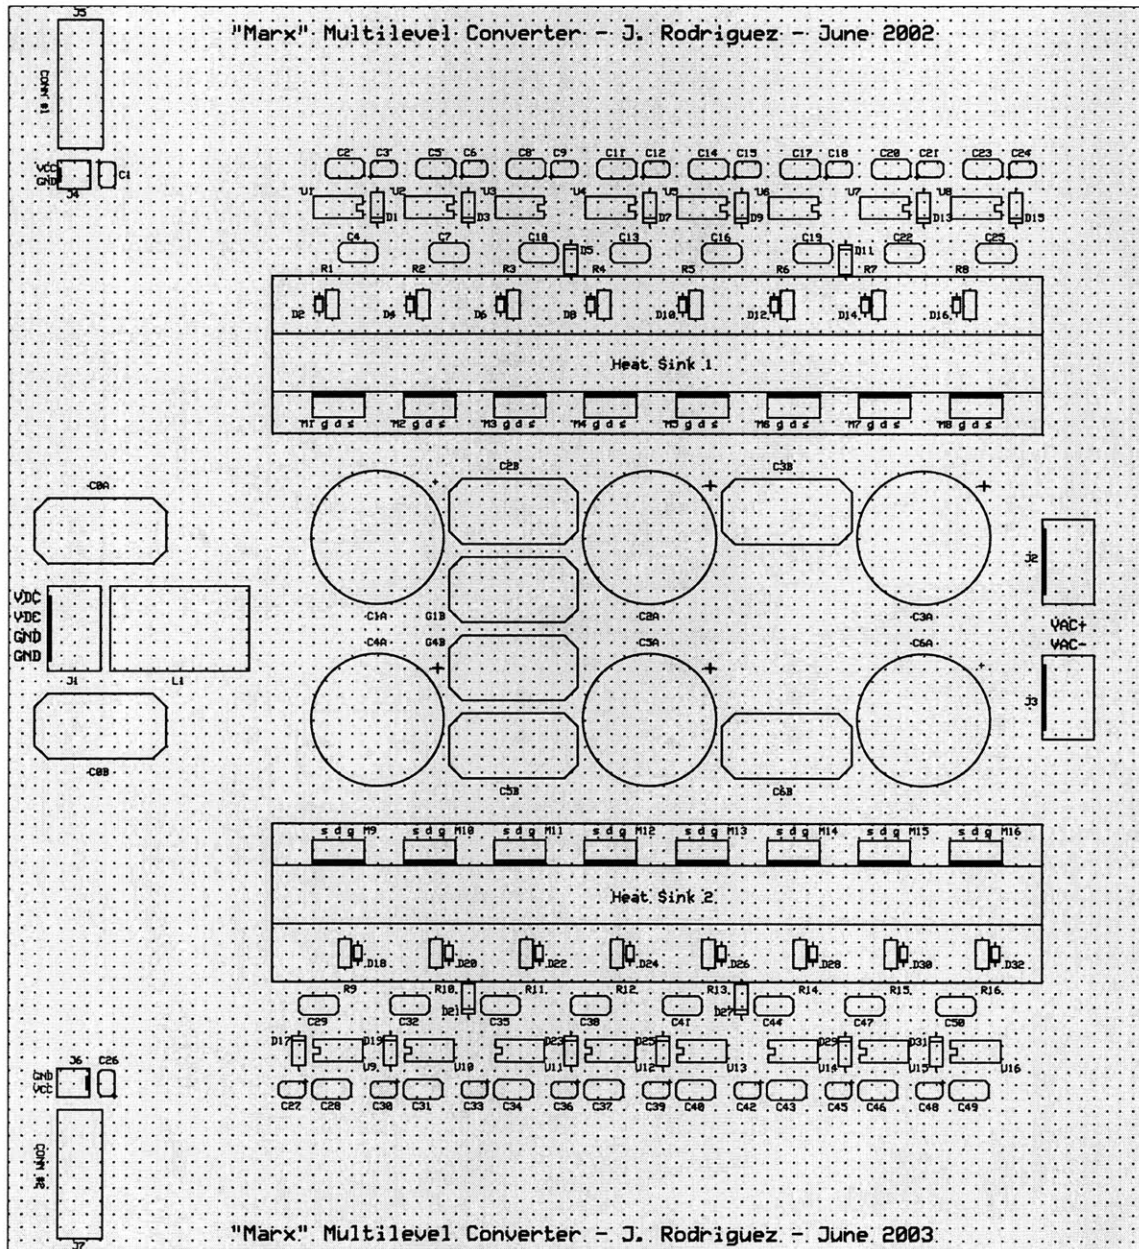 J5
"Marx" Multilevel Converter - J. Rodriguez - June 2002
CONN #1
C2 C3 C5 C6 C8 C9 C11 C12 C14 C15 C17 C18 C20 C21 C23 C24
VCC
GND
J4
C1
U1 U2 U3 U4 U5 U6 U7 U8
D1 D3 D7 D9 D13 D15
C4 C7 C10 D5 C13 C16 C19 D11 C22 C25
R1 R2 R3 R4 R5 R6 R7 R8
D2 D4 D6 D8 D10 D12 D14 D16
Heat Sink 1
M1 g d s M2 g d s M3 g d s M4 g d s M5 g d s M6 g d s M7 g d s M8 g d s
C2B C3B
C0A
J2
VDC
VDC
GND
GND
C1A G1B C2A C3A
VAC+
C4A G4B C5A C6A
VAC-
J1 L1
J3
C0B
C5B C6B
s d g M9 s d g M10 s d g M11 s d g M12 s d g M13 s d g M14 s d g M15 s d g M16
Heat Sink 2
D18 D20 D22 D24 D26 D28 D30 D32
R9 R10 R11 R12 R13 R14 R15 R16
C29 C32 D21 C35 C38 C41 D27 C44 C47 C50
D17 D19 D23 D25 D29 D31
U9 U10 U11 U12 U13 U14 U15 U16
J6 C26
GND
VCC
C27 C28 C30 C31 C33 C34 C36 C37 C39 C40 C42 C43 C45 C46 C48 C49
CONN #2
"Marx" Multilevel Converter - J. Rodriguez - June 2003
J7